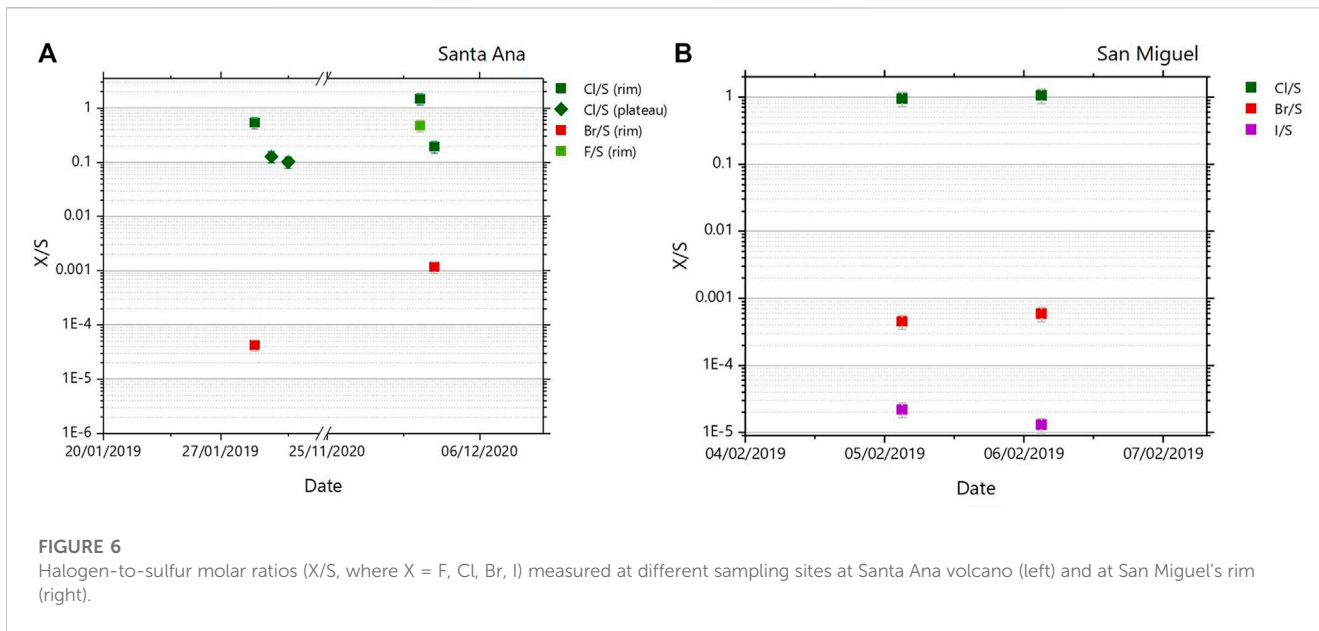 A
Santa Ana
1
0.1
0.01
0.001
1E-4
1E-5
1E-6
X/S
20/01/2019
27/01/2019
25/11/2020
06/12/2020
Date
Cl/S (rim)
Cl/S (plateau)
Br/S (rim)
F/S (rim)
B
San Miguel
1
0.1
0.01
0.001
1E-4
1E-5
X/S
04/02/2019
05/02/2019
06/02/2019
07/02/2019
Date
Cl/S
Br/S
I/S
FIGURE 6
Halogen-to-sulfur molar ratios (X/S, where X = F, Cl, Br, I) measured at different sampling sites at Santa Ana volcano (left) and at San Miguel's rim
(right).